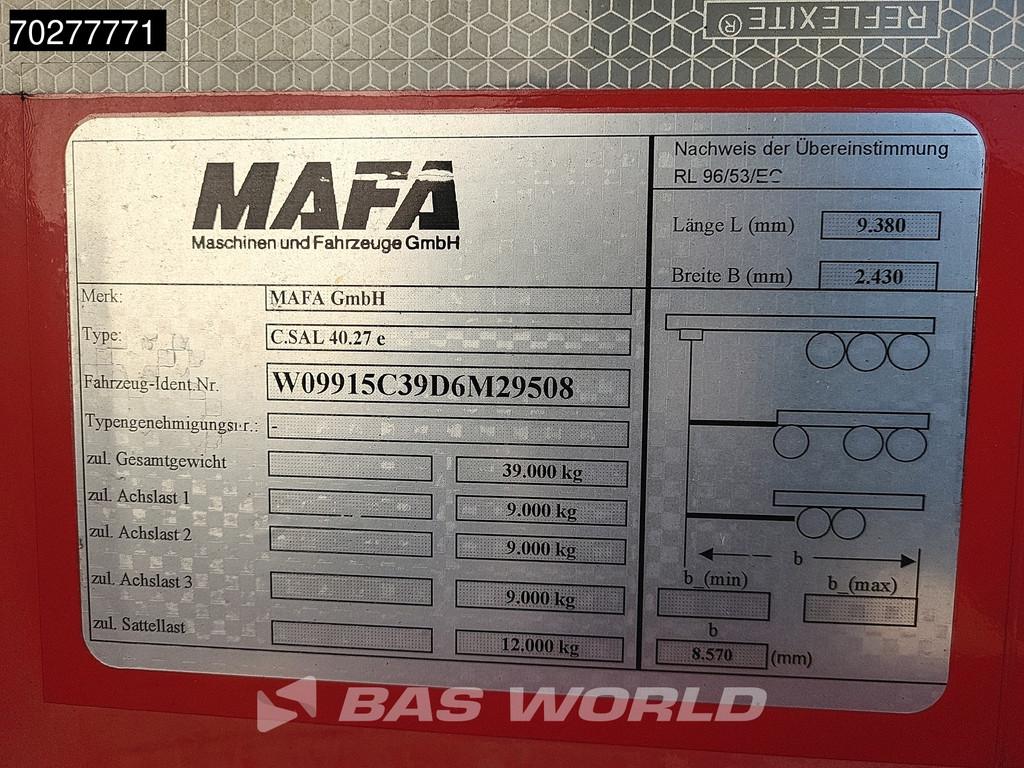 70277771
REFLEXITE ®
MAFA
Maschinen und Fahrzeuge GmbH
Nachweis der Übereinstimmung
RL 96/53/EC
Länge L (mm) 9.380
Breite B (mm) 2.430
Merk: MAFA GmbH
Type: C.SAL 40.27 e
Fahrzeug-Ident.Nr. W09915C39D6M29508
Typengenehmigungsnr.: -
zul. Gesamtgewicht 39.000 kg
zul. Achslast 1 9.000 kg
zul. Achslast 2 9.000 kg
zul. Achslast 3 9.000 kg
zul. Sattellast 12.000 kg
b
b_(min) b_(max)
b
8.570 (mm)
BAS WORLD